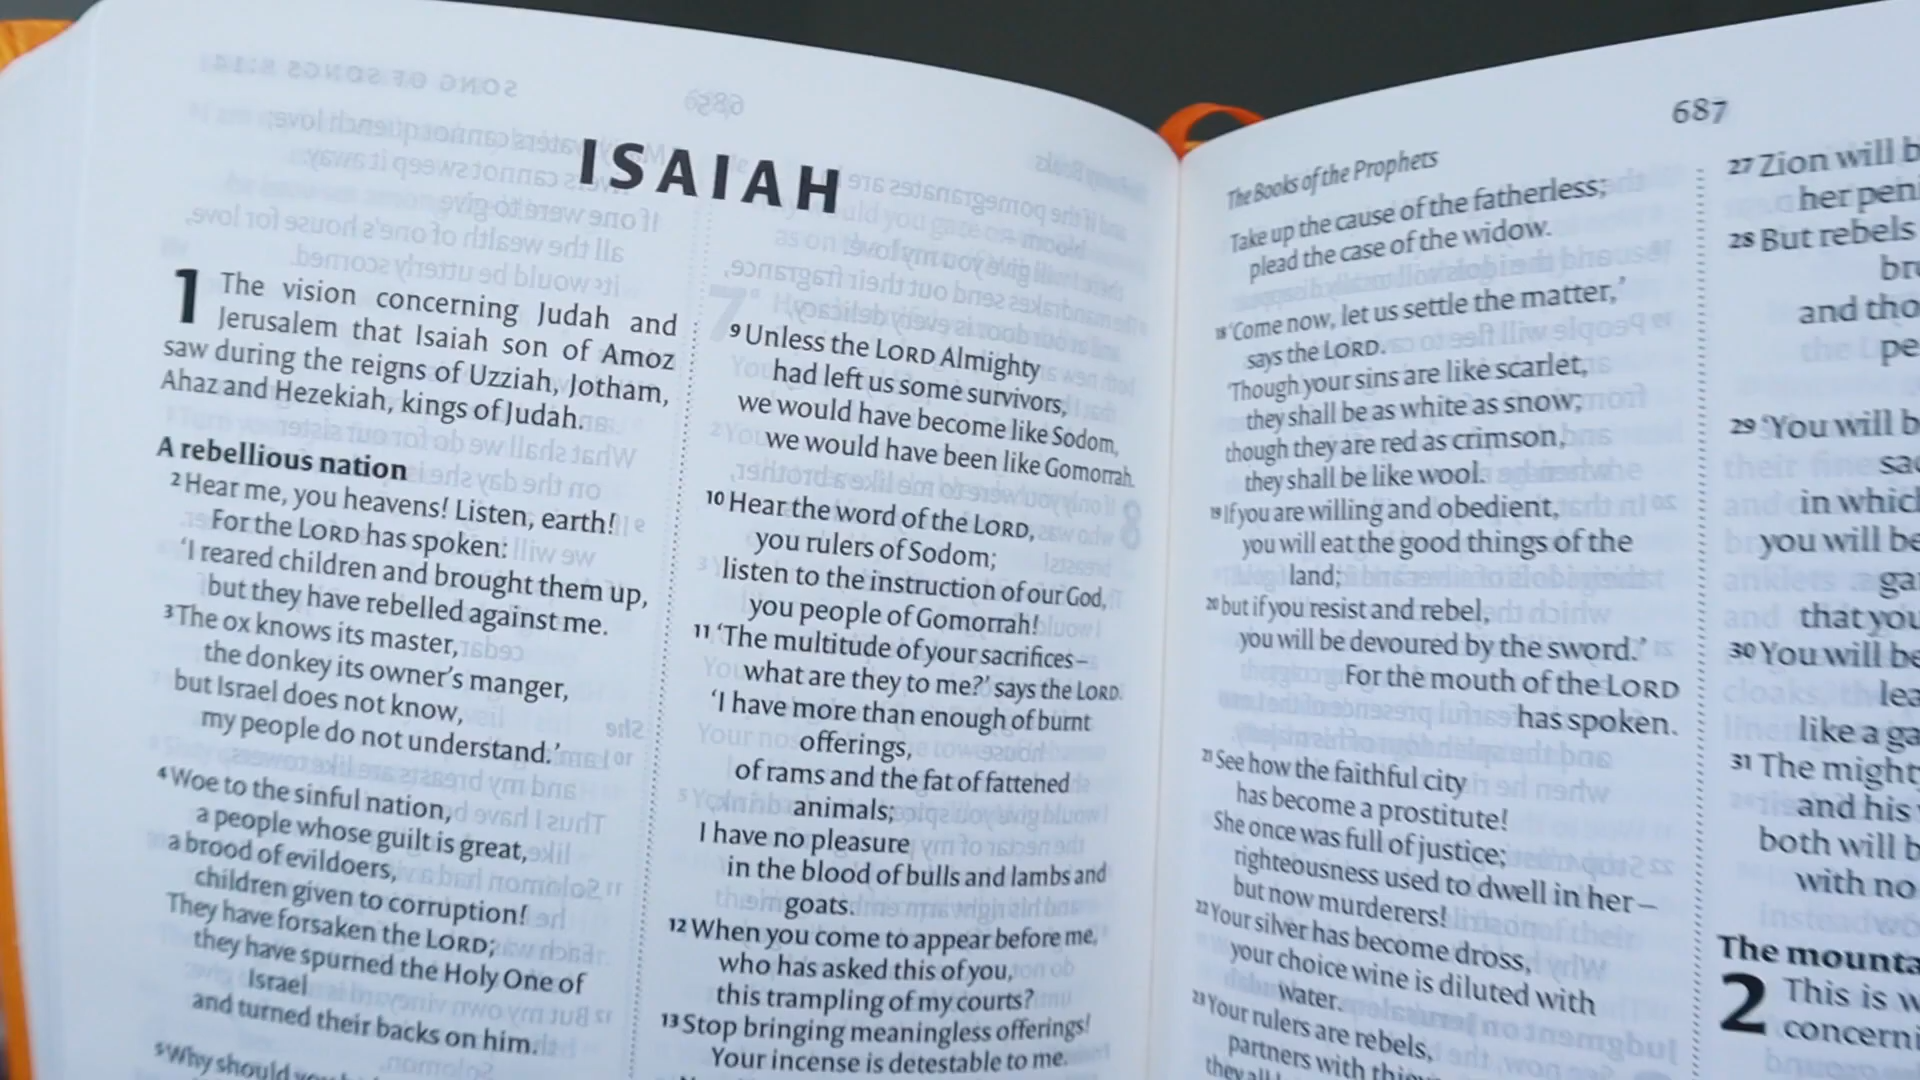 ISAIAH
1 The vision concerning Judah and
Jerusalem that Isaiah son of Amoz
saw during the reigns of Uzziah, Jotham,
Ahaz and Hezekiah, kings of Judah.
A rebellious nation
2 Hear me, you heavens! Listen, earth!
For the LORD has spoken:
‘I reared children and brought them up,
but they have rebelled against me.
3 The ox knows its master,
the donkey its owner’s manger,
but Israel does not know,
my people do not understand.’
4 Woe to the sinful nation,
a people whose guilt is great,
a brood of evildoers,
children given to corruption!
They have forsaken the LORD;
they have spurned the Holy One of
Israel
and turned their backs on him.
5 Why should
9 Unless the LORD Almighty
had left us some survivors,
we would have become like Sodom,
we would have been like Gomorrah.
10 Hear the word of the LORD,
you rulers of Sodom;
listen to the instruction of our God,
you people of Gomorrah!
11 ‘The multitude of your sacrifices –
what are they to me?’ says the LORD.
‘I have more than enough of burnt
offerings,
of rams and the fat of fattened
animals;
I have no pleasure
in the blood of bulls and lambs and
goats.
12 When you come to appear before me,
who has asked this of you,
this trampling of my courts?
13 Stop bringing meaningless offerings!
Your incense is detestable to me.
687
The Books of the Prophets
Take up the cause of the fatherless;
plead the case of the widow.
18 ‘Come now, let us settle the matter,’
says the LORD.
‘Though your sins are like scarlet,
they shall be as white as snow;
though they are red as crimson,
they shall be like wool.
19 If you are willing and obedient,
you will eat the good things of the
land;
20 but if you resist and rebel,
you will be devoured by the sword.’
For the mouth of the LORD
has spoken.
21 See how the faithful city
has become a prostitute!
She once was full of justice;
righteousness used to dwell in her –
but now murderers!
22 Your silver has become dross,
your choice wine is diluted with
water.
23 Your rulers are rebels,
partners with
they all
27 Zion will
her
28 But rebels
and
29 ‘You will
in which
you will
that you
30 You will
like a
31 The
and his
both will
with no
The
2 This is